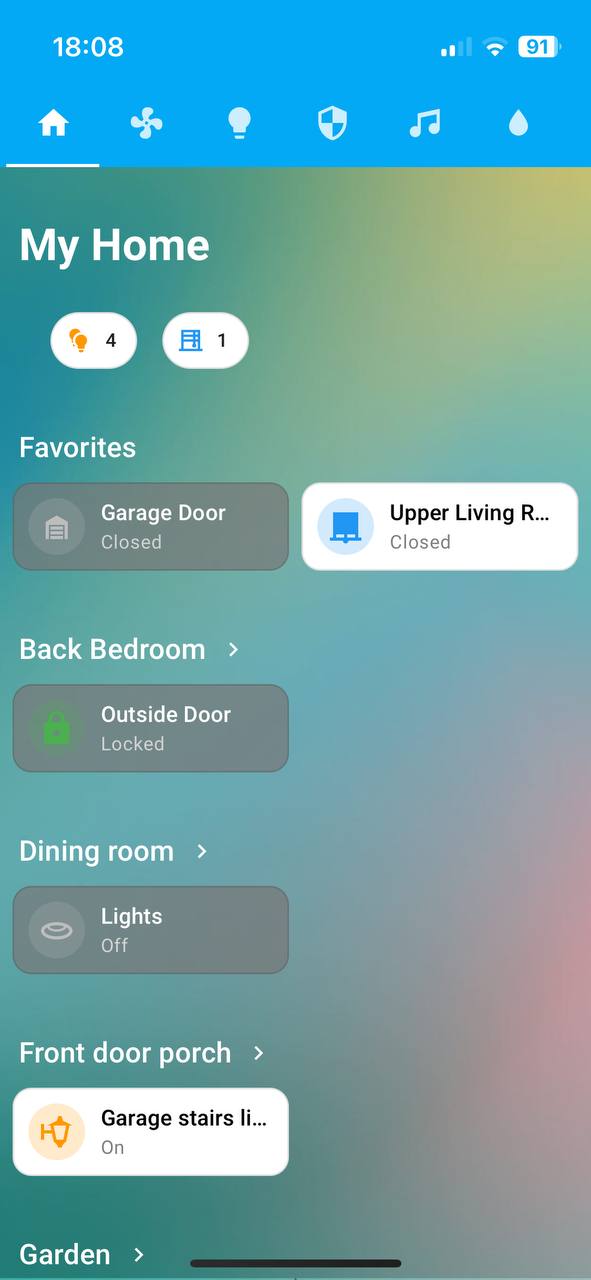 18:08
91
My Home
4
1
Favorites
Garage Door
Closed
Upper Living R...
Closed
Back Bedroom
Outside Door
Locked
Dining room
Lights
Off
Front door porch
Garage stairs li...
On
Garden